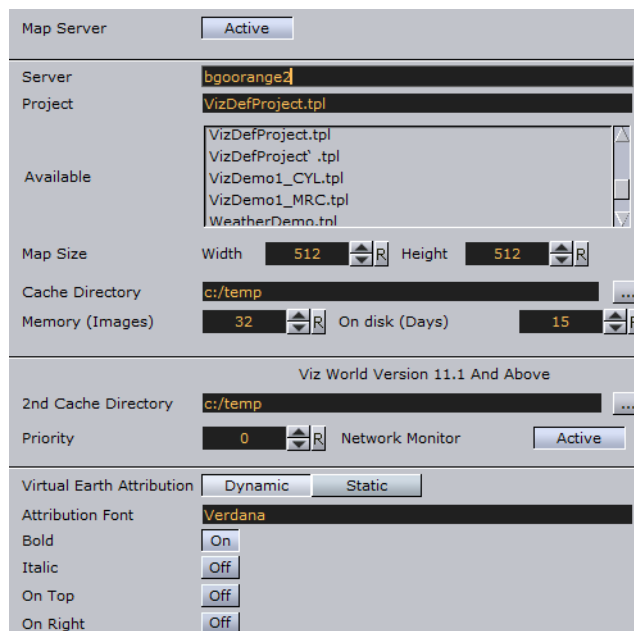 Map Server Active
Server bgoorange2
Project VizDefProject.tpl
VizDefProject.tpl
VizDefProject` .tpl
Available VizDemo1_CYL.tpl
VizDemo1_MRC.tpl
WeatherDemo.tpl
Map Size Width 512 R Height 512 R
Cache Directory c:/temp ...
Memory (Images) 32 R On disk (Days) 15 R
Viz World Version 11.1 And Above
2nd Cache Directory c:/temp ...
Priority 0 R Network Monitor Active
Virtual Earth Attribution Dynamic Static
Attribution Font Verdana
Bold On
Italic Off
On Top Off
On Right Off